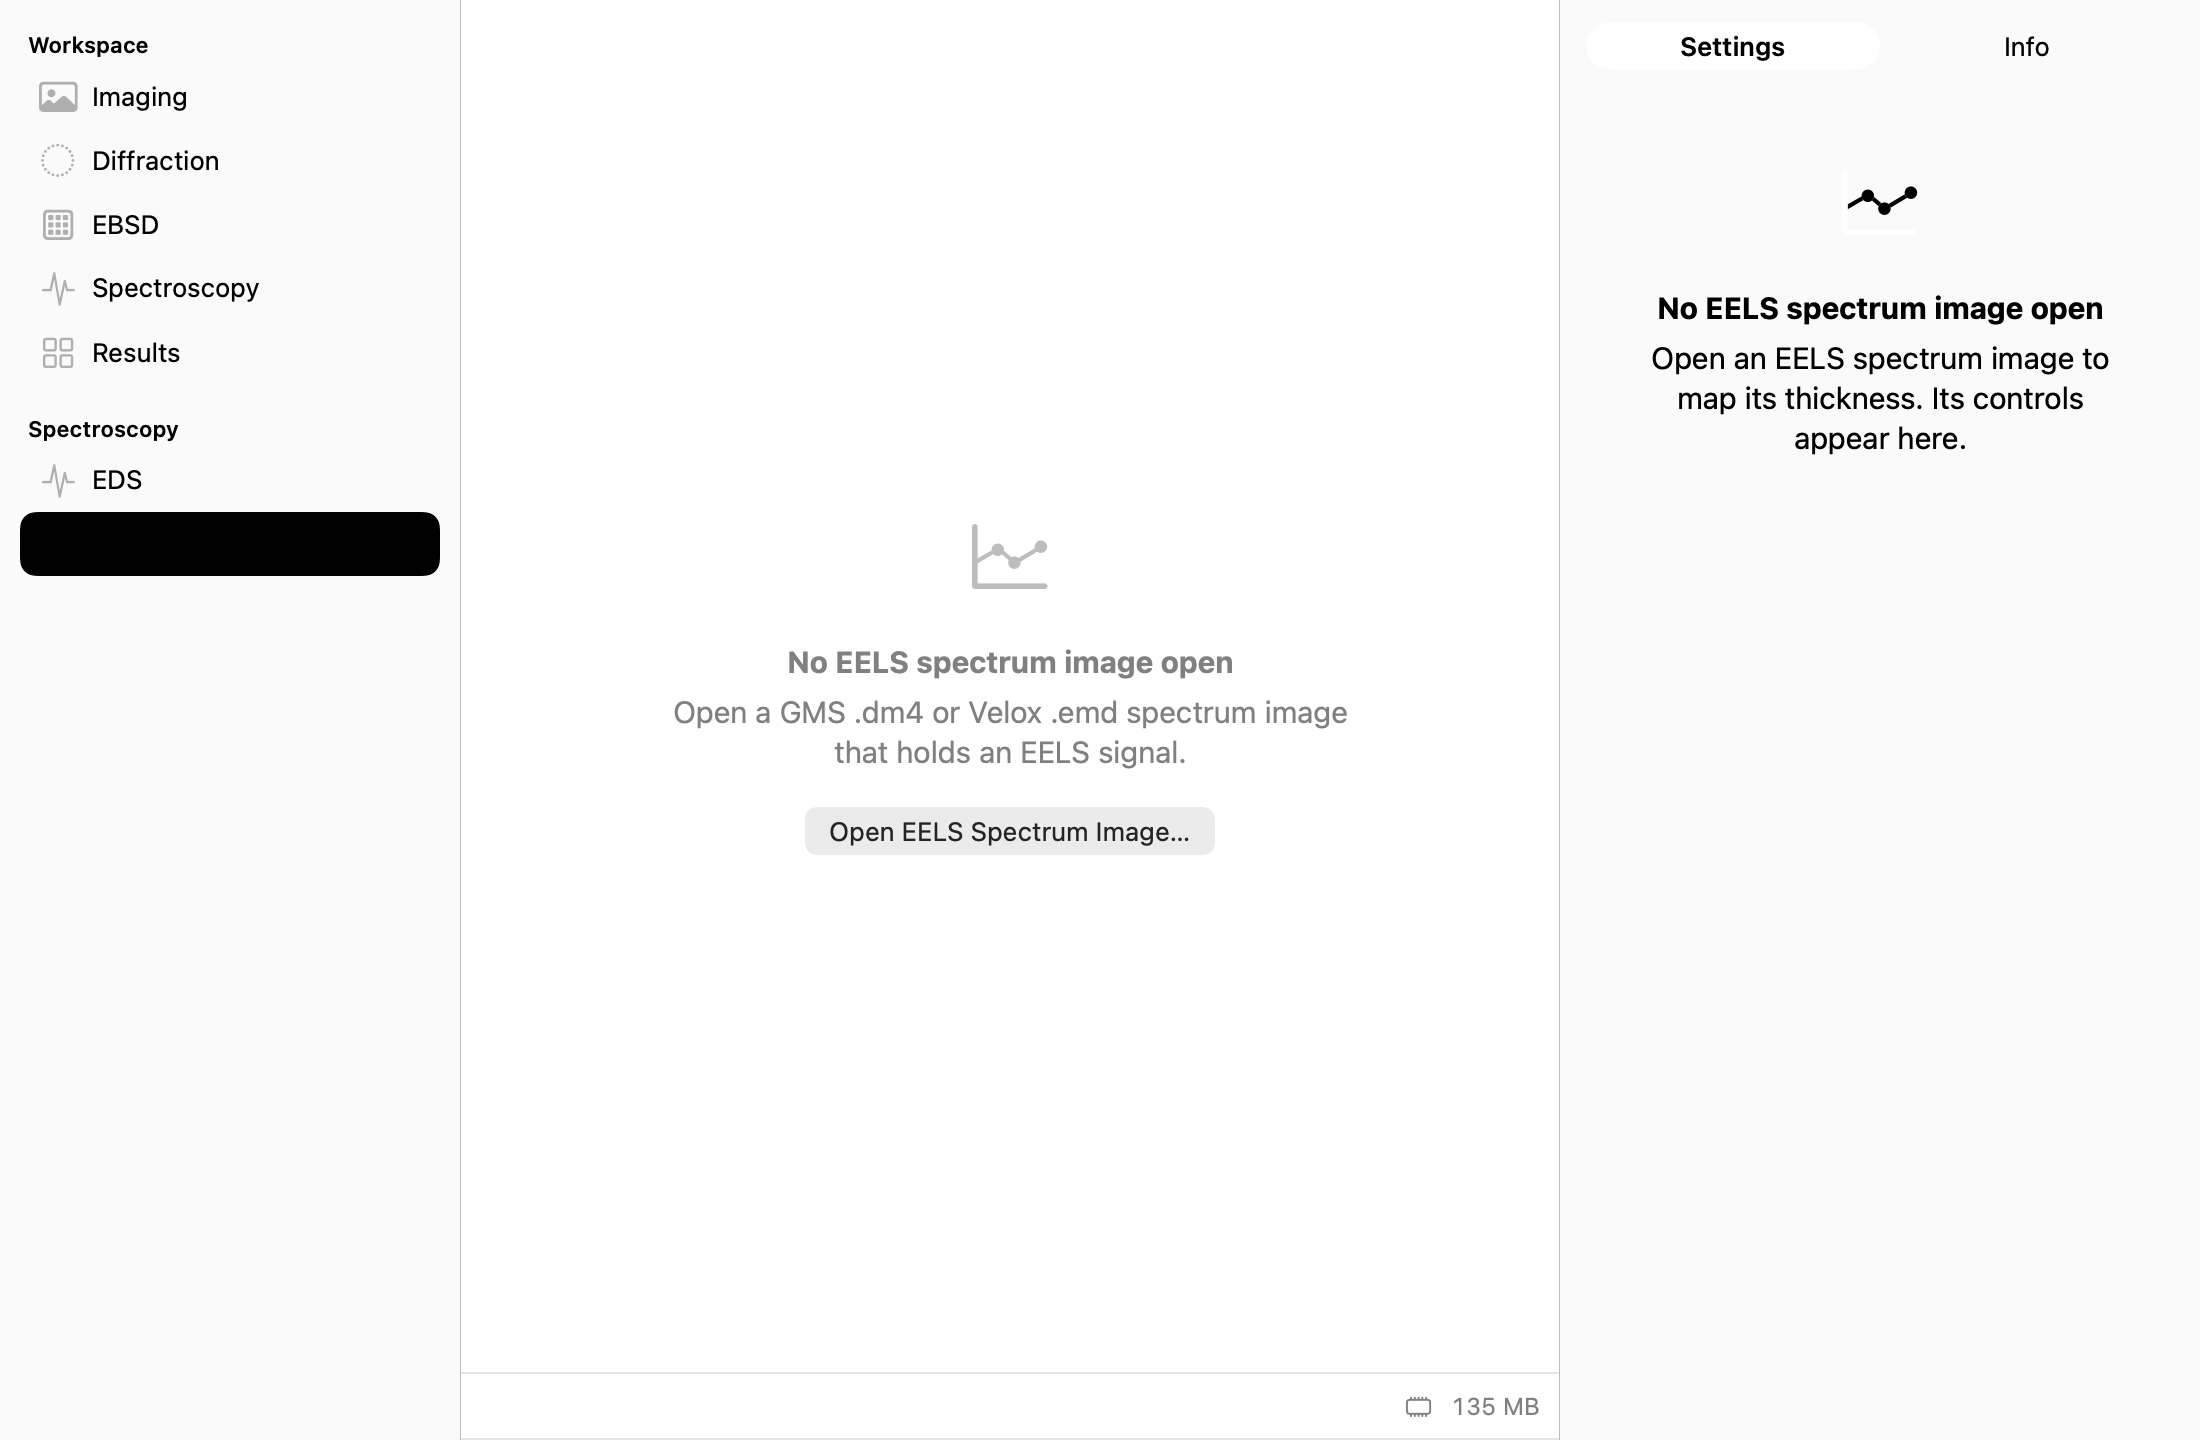 Workspace
Imaging
Diffraction
EBSD
Spectroscopy
Results
Spectroscopy
EDS
No EELS spectrum image open
Open a GMS .dm4 or Velox .emd spectrum image
that holds an EELS signal.
Open EELS Spectrum Image...
135 MB
Settings
Info
No EELS spectrum image open
Open an EELS spectrum image to
map its thickness. Its controls
appear here.